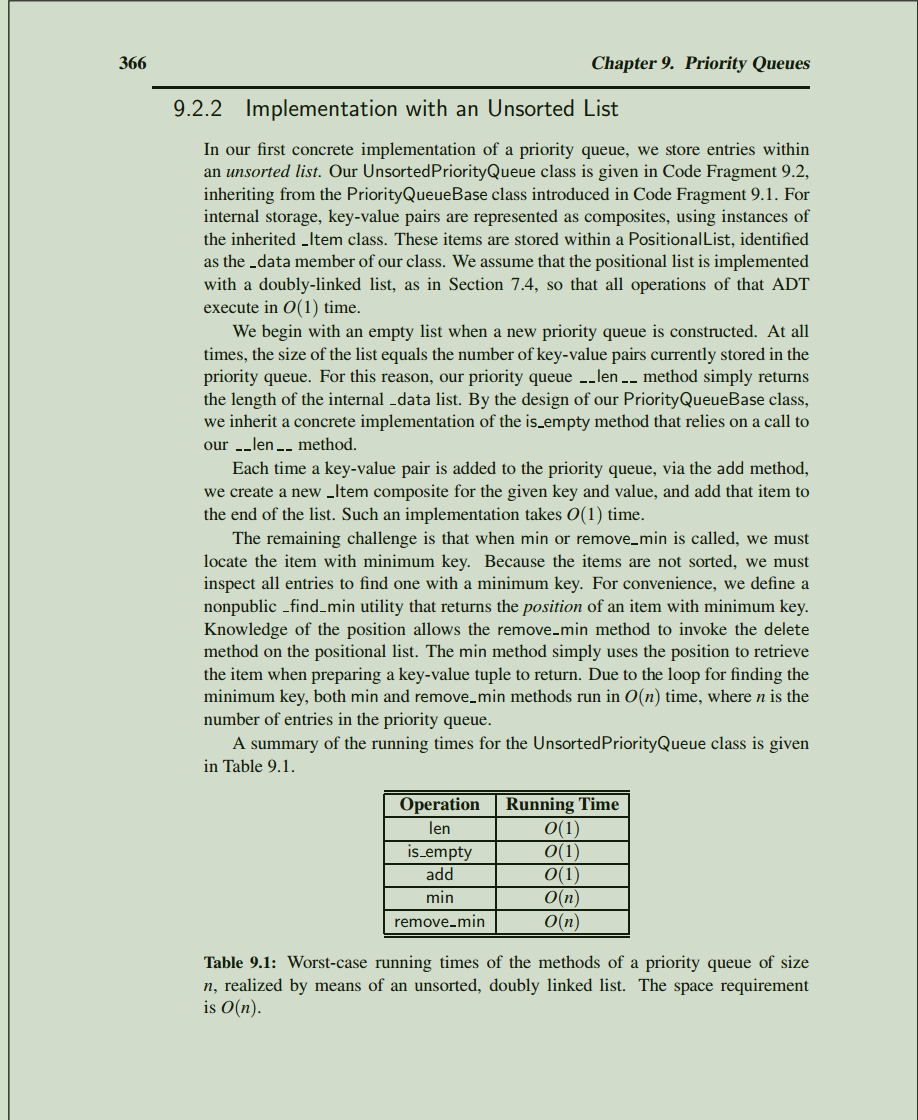 366
Chapter 9. Priority Queues
9.2.2 Implementation with an Unsorted List
In our first concrete implementation of a priority queue, we store entries within
an unsorted list. Our UnsortedPriorityQueue class is given in Code Fragment 9.2,
inheriting from the PriorityQueueBase class introduced in Code Fragment 9.1. For
internal storage, key-value pairs are represented as composites, using instances of
the inherited _Item class. These items are stored within a PositionalList, identified
as the _data member of our class. We assume that the positional list is implemented
with a doubly-linked list, as in Section 7.4, so that all operations of that ADT
execute in O(1) time.
We begin with an empty list when a new priority queue is constructed. At all
times, the size of the list equals the number of key-value pairs currently stored in the
priority queue. For this reason, our priority queue __len__ method simply returns
the length of the internal _data list. By the design of our PriorityQueueBase class,
we inherit a concrete implementation of the is_empty method that relies on a call to
our __len__ method.
Each time a key-value pair is added to the priority queue, via the add method,
we create a new _Item composite for the given key and value, and add that item to
the end of the list. Such an implementation takes O(1) time.
The remaining challenge is that when min or remove_min is called, we must
locate the item with minimum key. Because the items are not sorted, we must
inspect all entries to find one with a minimum key. For convenience, we define a
nonpublic _find_min utility that returns the position of an item with minimum key.
Knowledge of the position allows the remove_min method to invoke the delete
method on the positional list. The min method simply uses the position to retrieve
the item when preparing a key-value tuple to return. Due to the loop for finding the
minimum key, both min and remove_min methods run in O(n) time, where n is the
number of entries in the priority queue.
A summary of the running times for the UnsortedPriorityQueue class is given
in Table 9.1.
Operation Running Time
len O(1)
is_empty O(1)
add O(1)
min O(n)
remove_min O(n)
Table 9.1: Worst-case running times of the methods of a priority queue of size
n, realized by means of an unsorted, doubly linked list. The space requirement
is O(n).